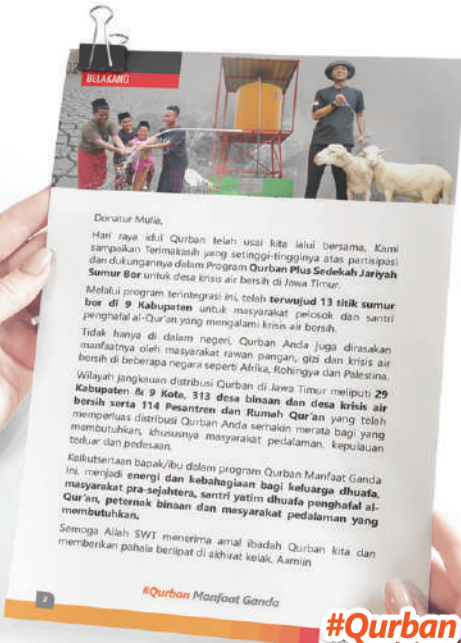 BELAKANG
Donatur Mulia,
Hari raya idul Qurban telah usai kita lalui bersama. Kami
sampaikan Terimakasih yang setinggi-tingginya atas partisipasi
dan dukungannya dalam Program Qurban Plus Sedekah Jariyah
Sumur Bor untuk desa krisis air bersih di Jawa Timur.
Melalui program terintegrasi ini, telah terwujud 13 titik sumur
bor di 9 Kabupaten untuk masyarakat pelosok dan santri
penghafal al-Qur'an yang mengalami krisis air bersih.
Tidak hanya di dalam negeri, Qurban Anda juga dirasakan
manfaatnya oleh masyarakat rawan pangan, gizi dan krisis air
bersih di beberapa negara seperti Afrika, Rohingya dan Palestina.
Wilayah jangkauan distribusi Qurban di Jawa Timur meliputi 29
Kabupaten & 9 Kota, 313 desa binaan dan desa krisis air
bersih serta 114 Pesantren dan Rumah Qur'an yang telah
memperluas distribusi Qurban Anda semakin merata bagi yang
membutuhkan, khususnya masyarakat pedalaman, kepulauan
terluar dan pedesaan.
Keikutsertaan bapak/ibu dalam program Qurban Manfaat Ganda
ini, menjadi energi dan kebahagiaan bagi keluarga dhuafa,
masyarakat pra-sejahtera, santri yatim dhuafa penghafal al-
Qur'an, peternak binaan dan masyarakat pedalaman yang
membutuhkan.
Semoga Allah SWT menerima amal ibadah Qurban kita dan
memberikan pahala berlipat di akhirat kelak. Aamiin
#Qurban Manfaat Ganda
#Qurban